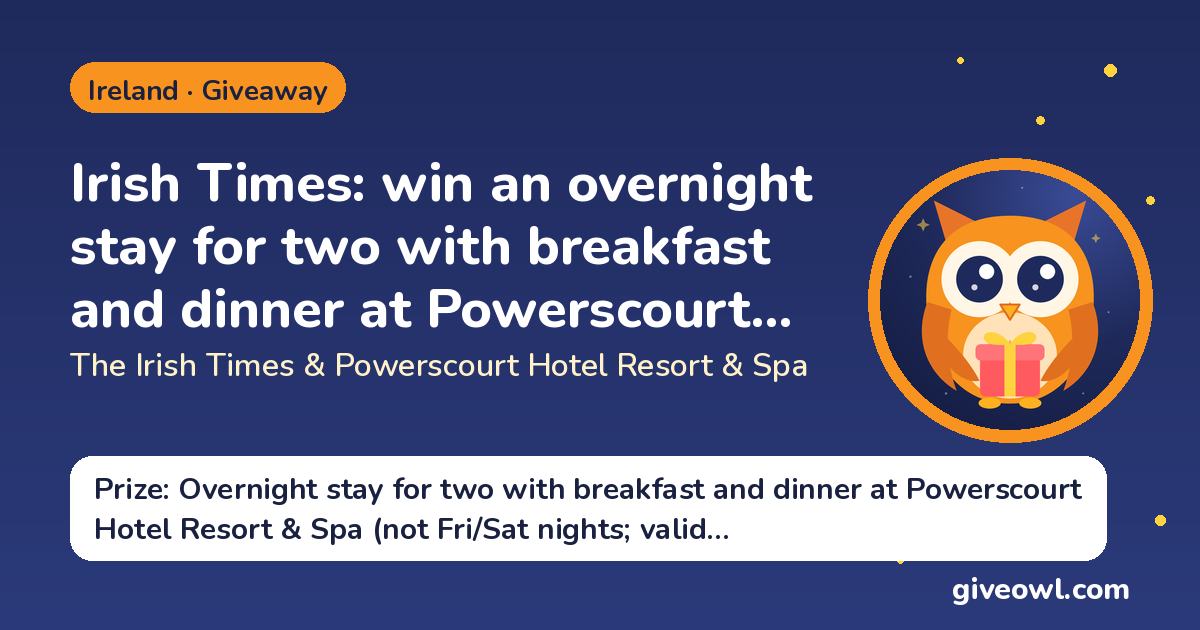 Ireland · Giveaway
Irish Times: win an overnight
stay for two with breakfast
and dinner at Powerscourt...
The Irish Times & Powerscourt Hotel Resort & Spa
Prize: Overnight stay for two with breakfast and dinner at Powerscourt
Hotel Resort & Spa (not Fri/Sat nights; valid...
giveowl.com